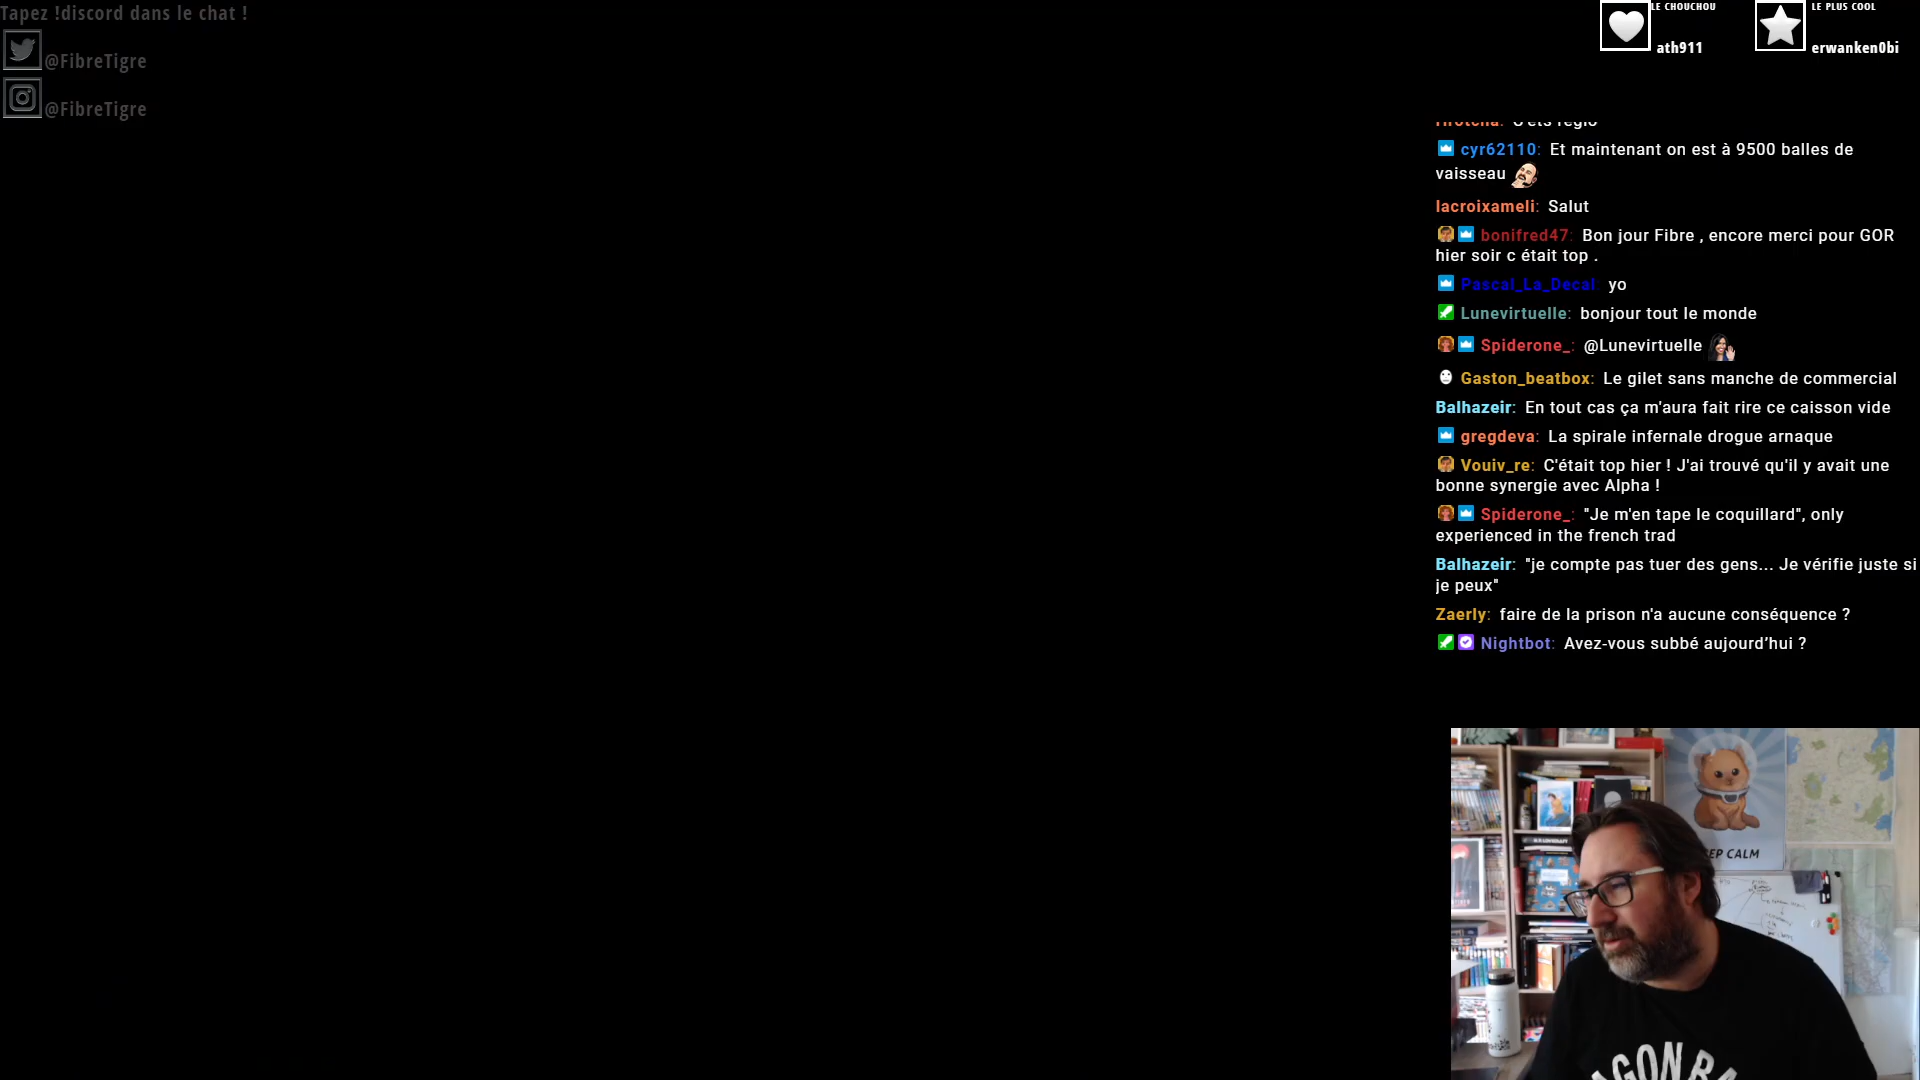 Tapez !discord dans le chat !
@FibreTigre
@FibreTigre
LE CHOUCHOU
ath911
LE PLUS COOL
erwanken0bi
cyr62110: Et maintenant on est à 9500 balles de
vaisseau
lacroixameli: Salut
bonifred47: Bon jour Fibre , encore merci pour GOR
hier soir c était top .
Pascal_La_Decal: yo
Lunevirtuelle: bonjour tout le monde
Spiderone_: @Lunevirtuelle
Gaston_beatbox: Le gilet sans manche de commercial
Balhazeir: En tout cas ça m'aura fait rire ce caisson vide
gregdeva: La spirale infernale drogue arnaque
Vouiv_re: C'était top hier ! J'ai trouvé qu'il y avait une
bonne synergie avec Alpha !
Spiderone_: "Je m'en tape le coquillard", only
experienced in the french trad
Balhazeir: "je compte pas tuer des gens... Je vérifie juste si
je peux"
Zaerly: faire de la prison n'a aucune conséquence ?
Nightbot: Avez-vous subbé aujourd’hui ?
CALM